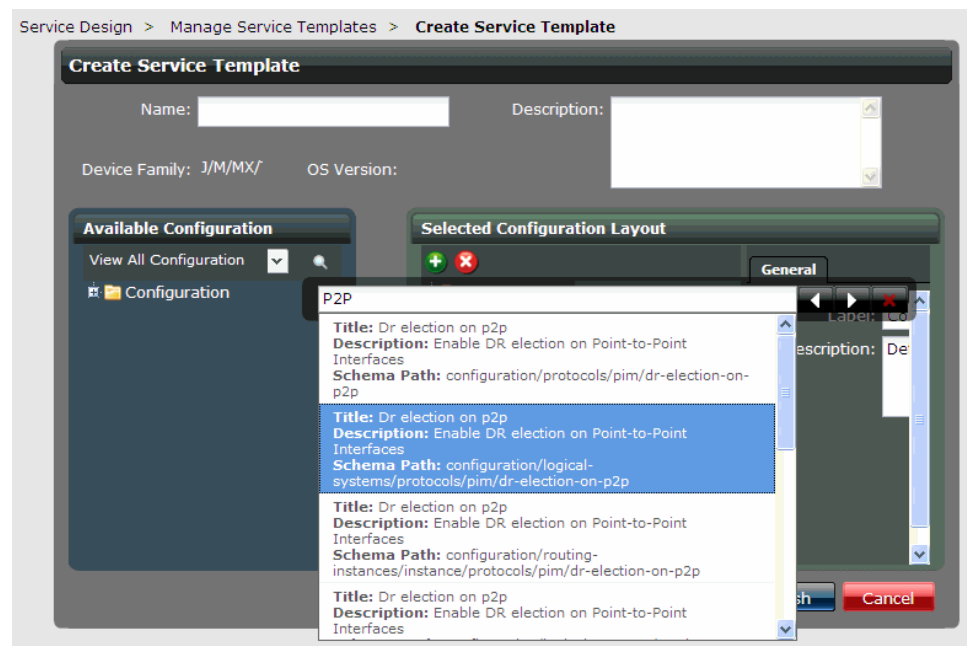 Service Design > Manage Service Templates > Create Service Template
Create Service Template
Name:
Description:
Device Family: J/M/MX/
OS Version:
Available Configuration
Selected Configuration Layout
View All Configuration
General
Configuration
P2P
Label:
escription: De
Title: Dr election on p2p
Description: Enable DR election on Point-to-Point
Interfaces
Schema Path: configuration/protocols/pim/dr-election-on-
p2p
Title: Dr election on p2p
Description: Enable DR election on Point-to-Point
Interfaces
Schema Path: configuration/logical-
systems/protocols/pim/dr-election-on-p2p
Title: Dr election on p2p
Description: Enable DR election on Point-to-Point
Interfaces
Schema Path: configuration/routing-
instances/instance/protocols/pim/dr-election-on-p2p
Title: Dr election on p2p
Description: Enable DR election on Point-to-Point
Interfaces
sh
Cancel